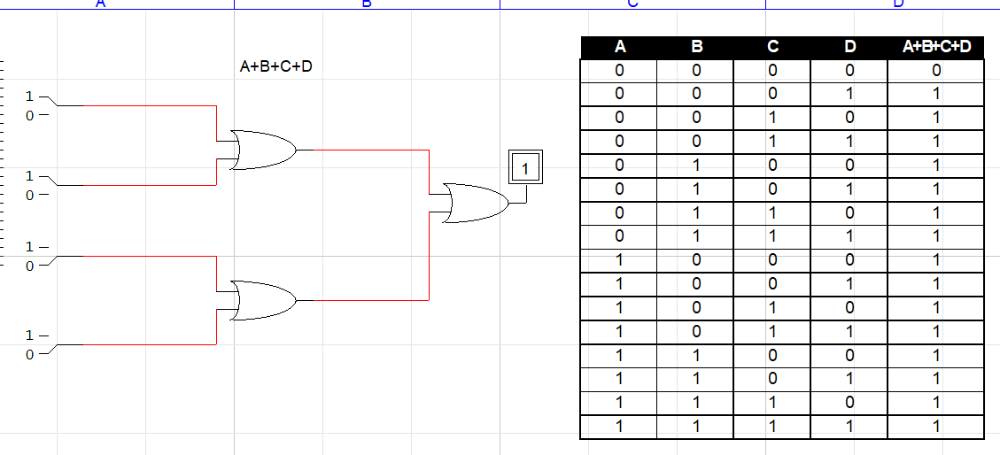 A B C D
A+B+C+D
1
0
1
0
1
0
1
0
1
A B C D A+B+C+D
0 0 0 0 0
0 0 0 1 1
0 0 1 0 1
0 0 1 1 1
0 1 0 0 1
0 1 0 1 1
0 1 1 0 1
0 1 1 1 1
1 0 0 0 1
1 0 0 1 1
1 0 1 0 1
1 0 1 1 1
1 1 0 0 1
1 1 0 1 1
1 1 1 0 1
1 1 1 1 1